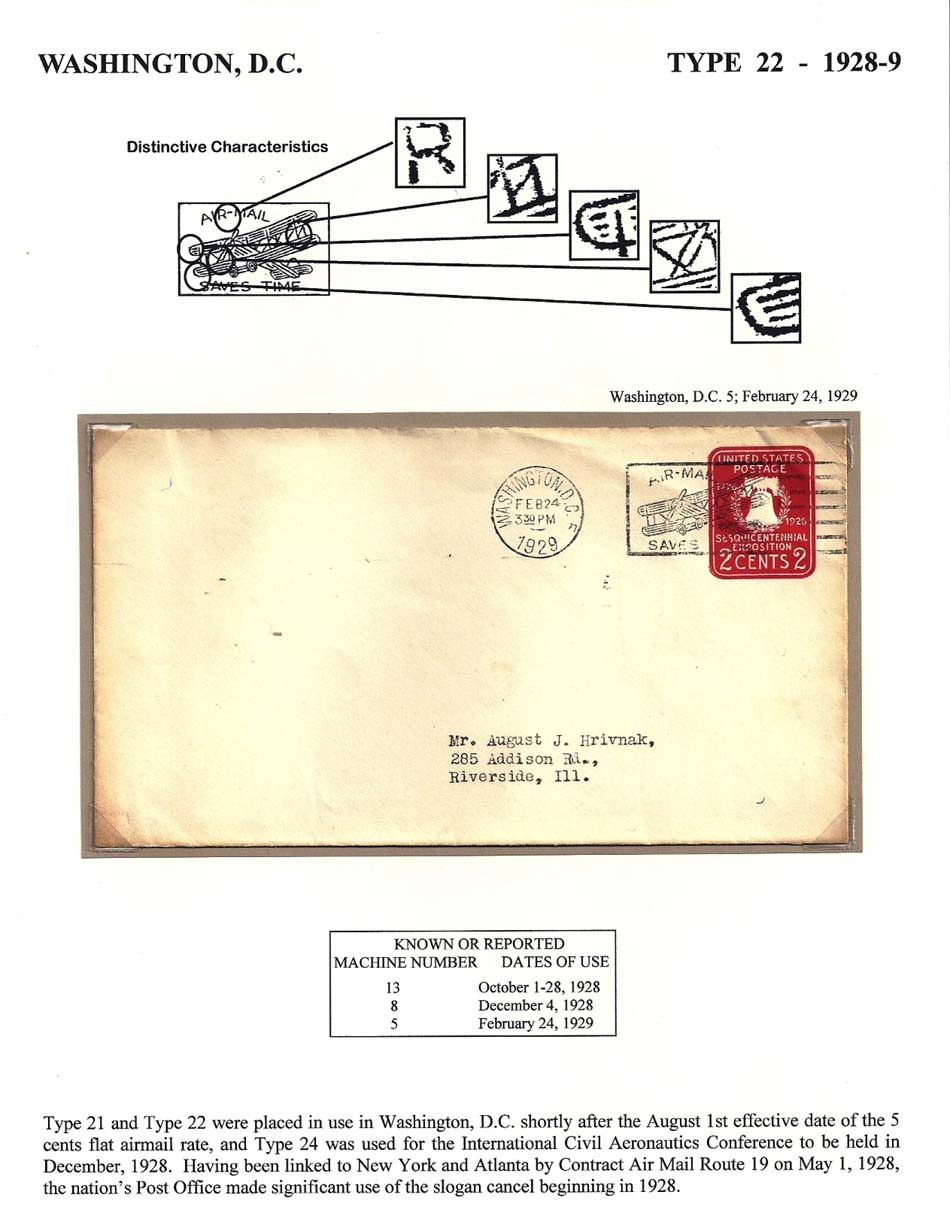 WASHINGTON, D.C. TYPE 22 - 1928-9
Distinctive Characteristics
AIR-MAIL
SAVES TIME
Washington, D.C. 5; February 24, 1929
WASHINGTON, D.C.
FEB 24
330 PM
1929
AIR-MAIL
SAVES
UNITED STATES
POSTAGE
1926
SESQUICENTENNIAL
EXPOSITION
2 CENTS 2
Mr. August J. Hrivnak,
285 Addison Rd.,
Riverside, Ill.
KNOWN OR REPORTED
MACHINE NUMBER DATES OF USE
13 October 1-28, 1928
8 December 4, 1928
5 February 24, 1929
Type 21 and Type 22 were placed in use in Washington, D.C. shortly after the August 1st effective date of the 5
cents flat airmail rate, and Type 24 was used for the International Civil Aeronautics Conference to be held in
December, 1928. Having been linked to New York and Atlanta by Contract Air Mail Route 19 on May 1, 1928,
the nation's Post Office made significant use of the slogan cancel beginning in 1928.